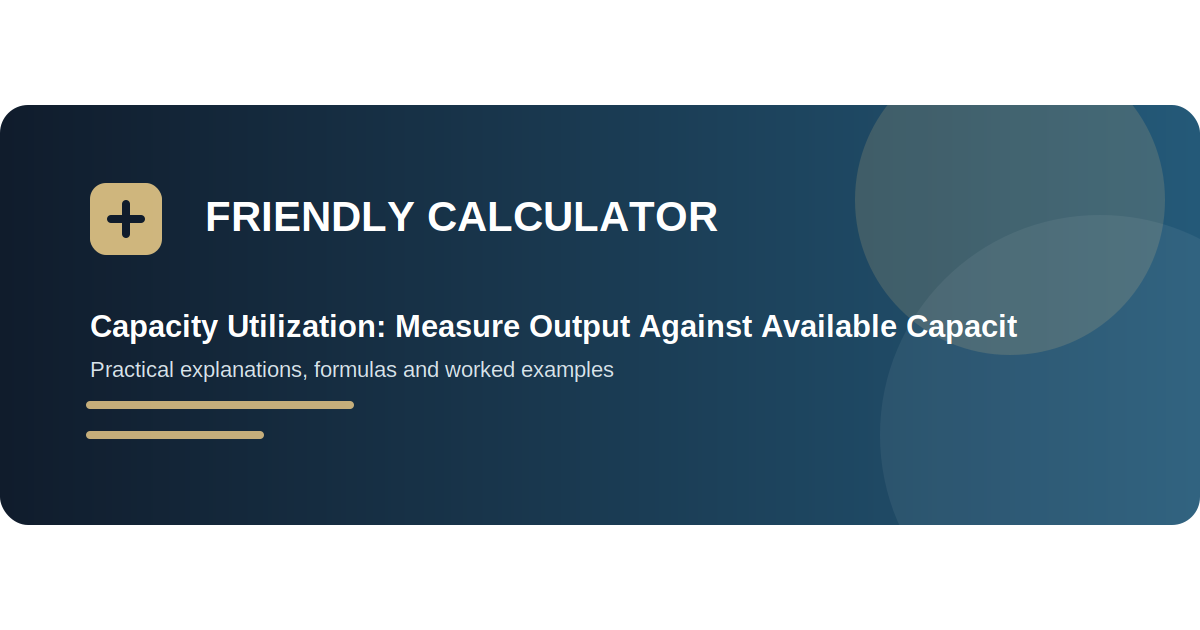 FRIENDLY CALCULATOR
Capacity Utilization: Measure Output Against Available Capacit
Practical explanations, formulas and worked examples